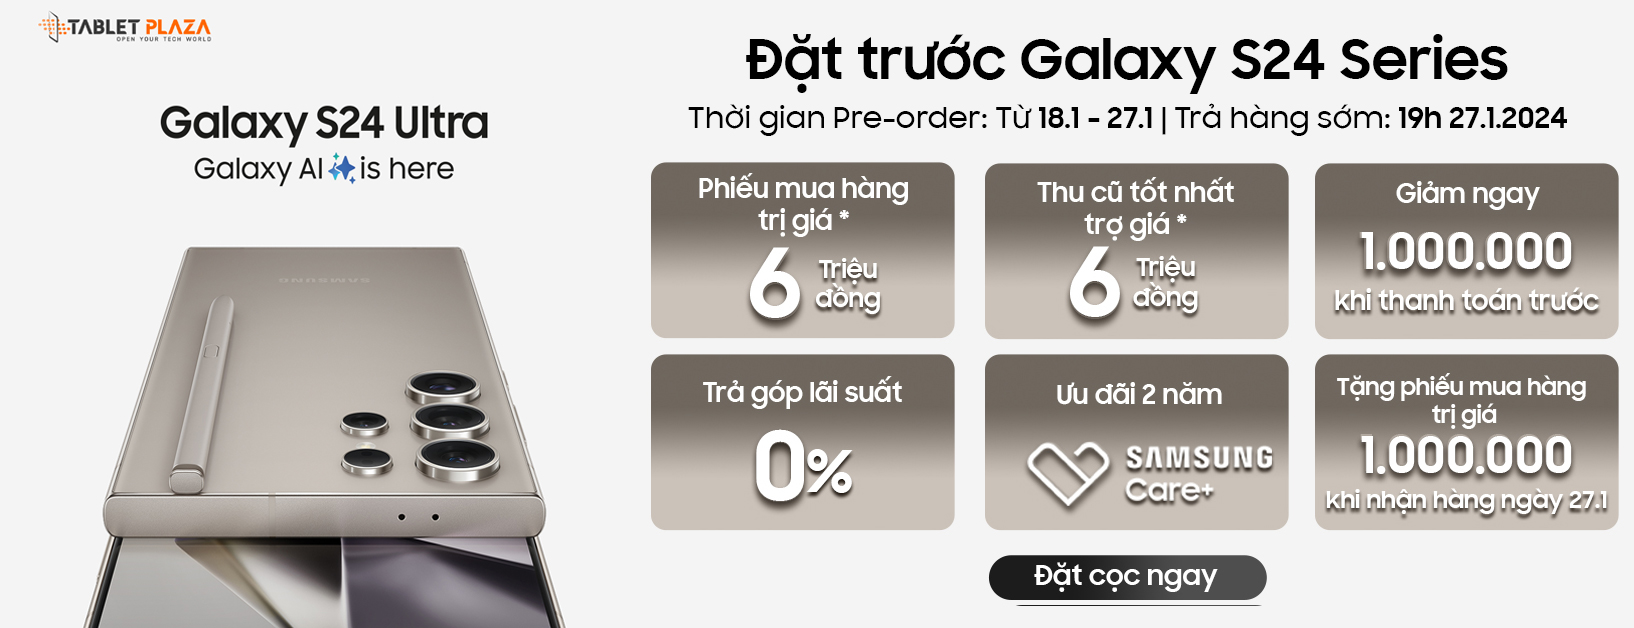 TABLET PLAZA
OPEN YOUR TECH WORLD
Galaxy S24 Ultra
Galaxy AI is here
SAMSUNG
Đặt trước Galaxy S24 Series
Thời gian Pre-order: Từ 18.1 - 27.1 | Trả hàng sớm: 19h 27.1.2024
Phiếu mua hàng
trị giá *
6 Triệu
đồng
Thu cũ tốt nhất
trợ giá *
6 Triệu
đồng
Giảm ngay
1.000.000
khi thanh toán trước
Trả góp lãi suất
0%
Ưu đãi 2 năm
SAMSUNG
Care+
Tặng phiếu mua hàng
trị giá
1.000.000
khi nhận hàng ngày 27.1
Đặt cọc ngay